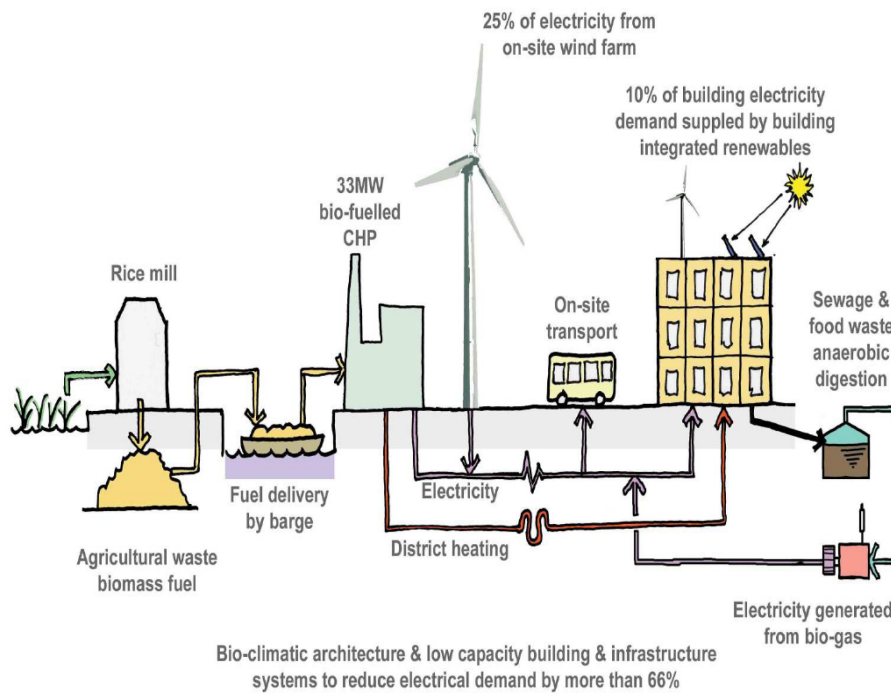 25% of electricity from
on-site wind farm
10% of building electricity
demand suppled by building
integrated renewables
33MW
bio-fuelled
CHP
Rice mill
On-site
transport
Sewage &
food waste
anaerobic
digestion
Fuel delivery
by barge
Electricity
District heating
Agricultural waste
biomass fuel
Electricity generated
from bio-gas
Bio-climatic architecture & low capacity building & infrastructure
systems to reduce electrical demand by more than 66%